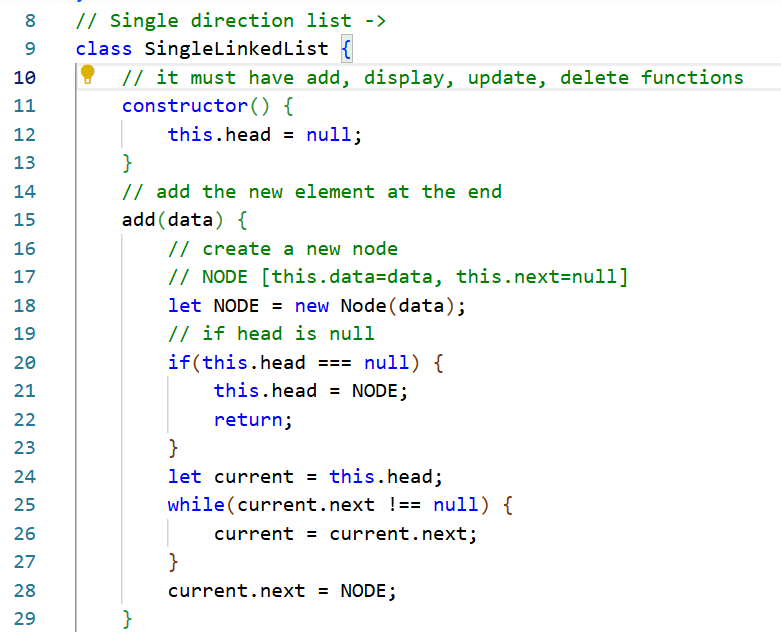 8 // Single direction list ->
9 class SingleLinkedList {
10 // it must have add, display, update, delete functions
11 constructor() {
12 this.head = null;
13 }
14 // add the new element at the end
15 add(data) {
16 // create a new node
17 // NODE [this.data=data, this.next=null]
18 let NODE = new Node(data);
19 // if head is null
20 if(this.head === null) {
21 this.head = NODE;
22 return;
23 }
24 let current = this.head;
25 while(current.next !== null) {
26 current = current.next;
27 }
28 current.next = NODE;
29 }